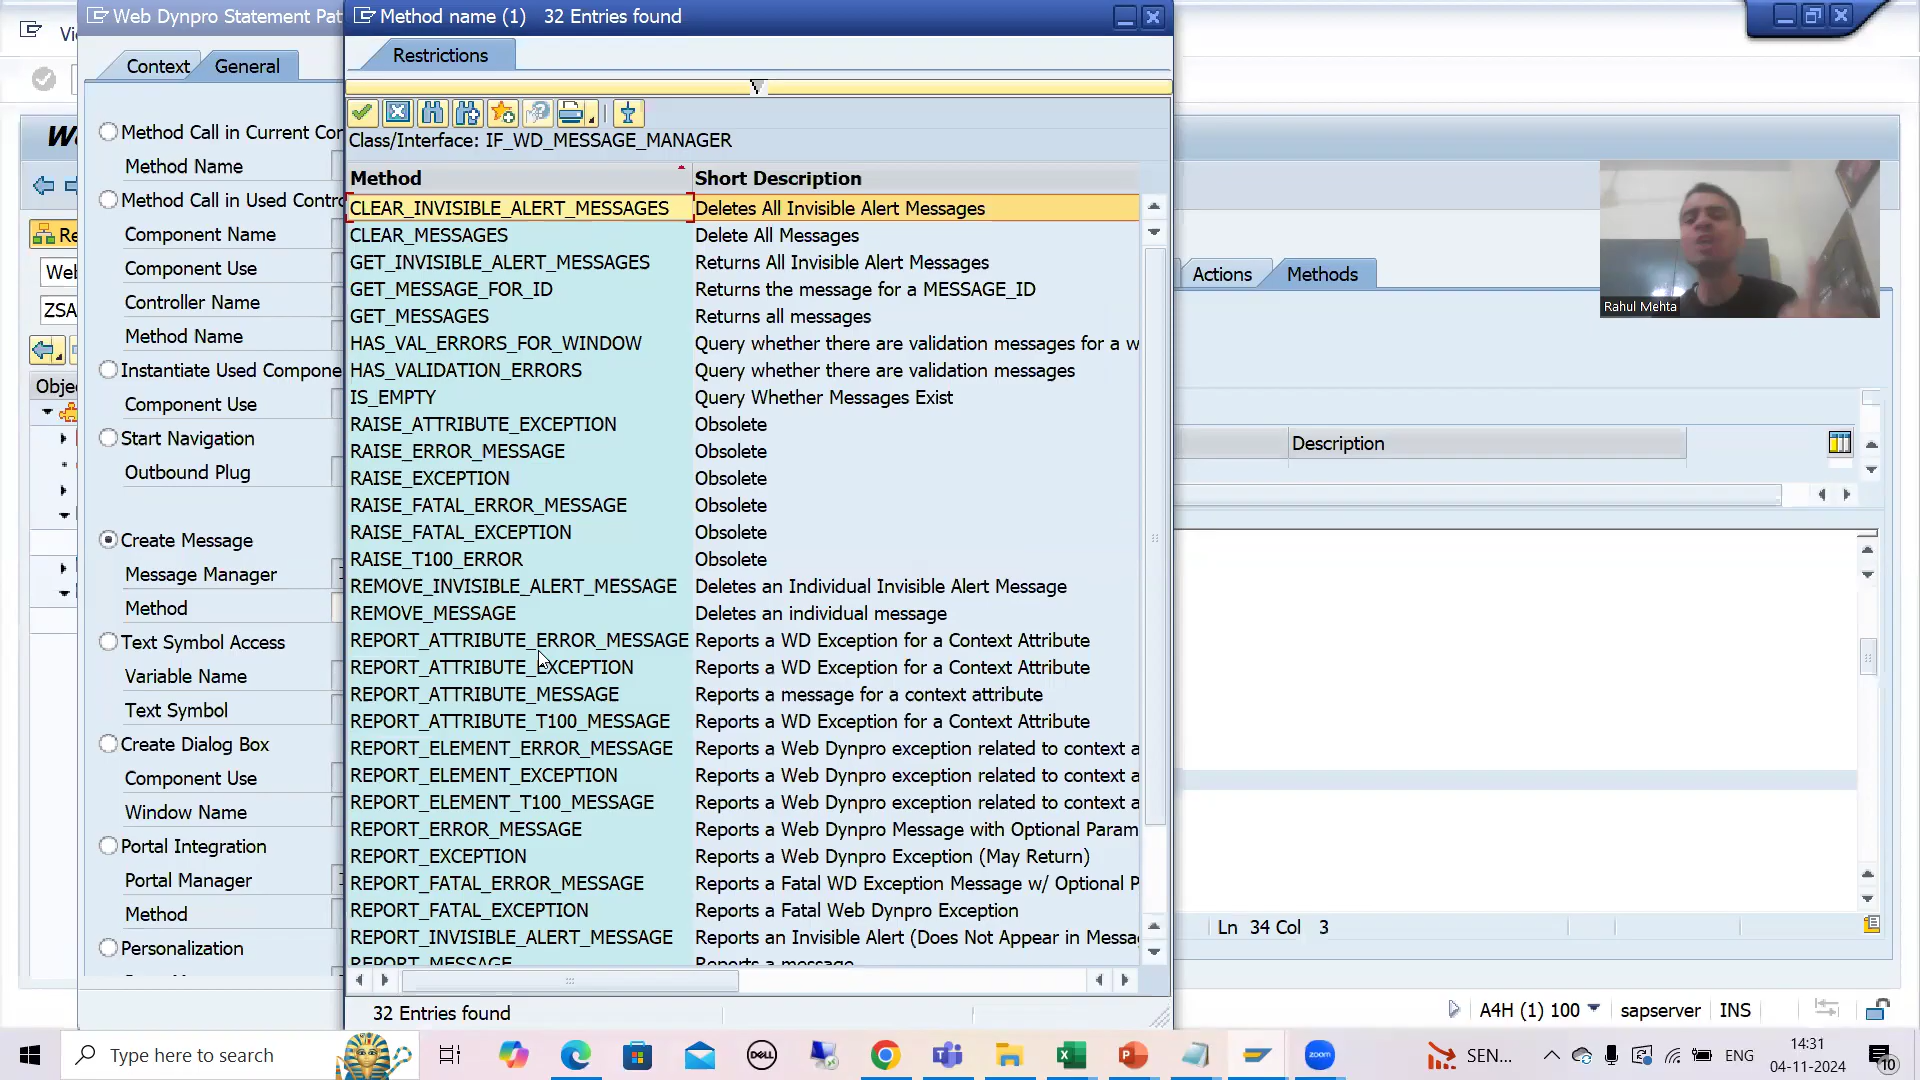 Web Dynpro Statement Pat
Method name (1) 32 Entries found
Restrictions
Context
General
Class/Interface: IF_WD_MESSAGE_MANAGER
Method Short Description
CLEAR_INVISIBLE_ALERT_MESSAGES Deletes All Invisible Alert Messages
CLEAR_MESSAGES Delete All Messages
GET_INVISIBLE_ALERT_MESSAGES Returns All Invisible Alert Messages
GET_MESSAGE_FOR_ID Returns the message for a MESSAGE_ID
GET_MESSAGES Returns all messages
HAS_VAL_ERRORS_FOR_WINDOW Query whether there are validation messages for a w
HAS_VALIDATION_ERRORS Query whether there are validation messages
IS_EMPTY Query Whether Messages Exist
RAISE_ATTRIBUTE_EXCEPTION Obsolete
RAISE_ERROR_MESSAGE Obsolete
RAISE_EXCEPTION Obsolete
RAISE_FATAL_ERROR_MESSAGE Obsolete
RAISE_FATAL_EXCEPTION Obsolete
RAISE_T100_ERROR Obsolete
REMOVE_INVISIBLE_ALERT_MESSAGE Deletes an Individual Invisible Alert Message
REMOVE_MESSAGE Deletes an individual message
REPORT_ATTRIBUTE_ERROR_MESSAGE Reports a WD Exception for a Context Attribute
REPORT_ATTRIBUTE_EXCEPTION Reports a WD Exception for a Context Attribute
REPORT_ATTRIBUTE_MESSAGE Reports a message for a context attribute
REPORT_ATTRIBUTE_T100_MESSAGE Reports a WD Exception for a Context Attribute
REPORT_ELEMENT_ERROR_MESSAGE Reports a Web Dynpro exception related to context a
REPORT_ELEMENT_EXCEPTION Reports a Web Dynpro exception related to context a
REPORT_ELEMENT_T100_MESSAGE Reports a Web Dynpro exception related to context a
REPORT_ERROR_MESSAGE Reports a Web Dynpro Message with Optional Param
REPORT_EXCEPTION Reports a Web Dynpro Exception (May Return)
REPORT_FATAL_ERROR_MESSAGE Reports a Fatal WD Exception Message w/ Optional P
REPORT_FATAL_EXCEPTION Reports a Fatal Web Dynpro Exception
REPORT_INVISIBLE_ALERT_MESSAGE Reports an Invisible Alert (Does Not Appear in Messa
REPORT_MESSAGE Reports a message
32 Entries found
Method Call in Current Cor
Method Name
Method Call in Used Contro
Component Name
Component Use
Controller Name
Method Name
Instantiate Used Compone
Component Use
Start Navigation
Outbound Plug
Create Message
Message Manager
Method
Text Symbol Access
Variable Name
Text Symbol
Create Dialog Box
Component Use
Window Name
Portal Integration
Portal Manager
Method
Personalization
Vi
Re
Web
ZSA
Objec
Actions
Methods
Rahul Mehta
Description
Ln 34 Col 3
A4H (1) 100
sapserver
INS
Type here to search
DELL
zoom
SEN...
ENG
14:31
04-11-2024
10